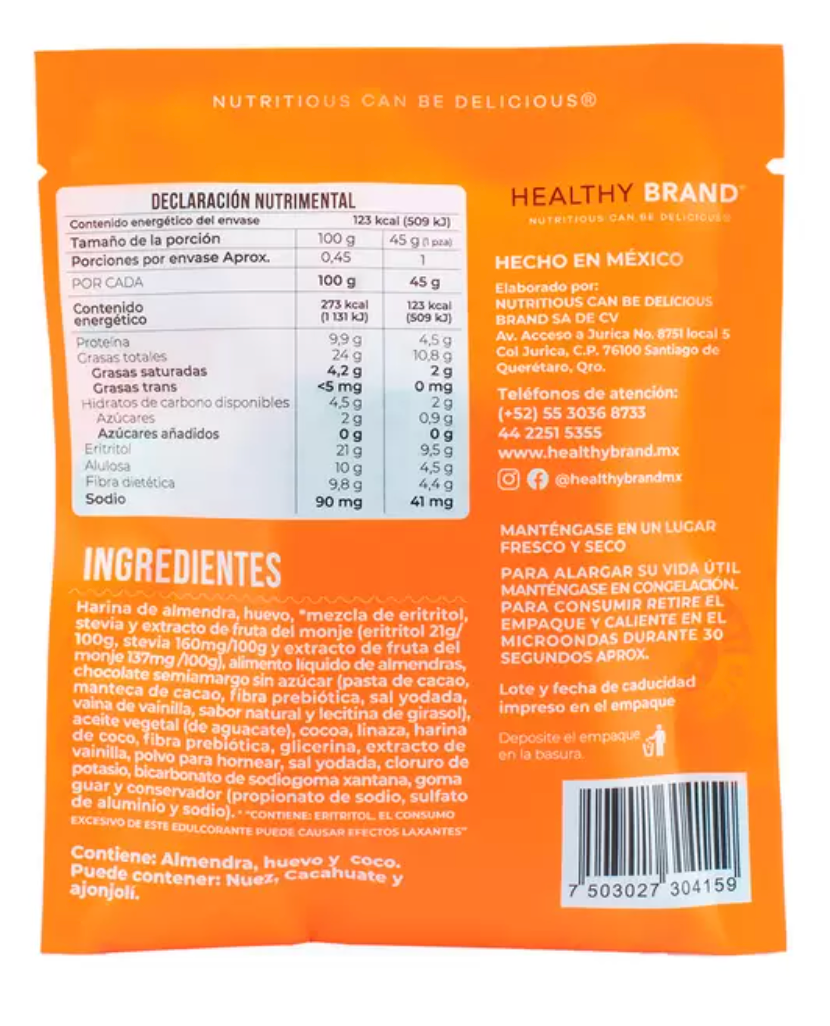 NUTRITIOUS CAN BE DELICIOUS®
DECLARACIÓN NUTRIMENTAL
Contenido energético del envase 123 kcal (509 kJ)
Tamaño de la porción 100 g 45 g (1 pza)
Porciones por envase Aprox. 0,45 1
POR CADA 100 g 45 g
Contenido energético 273 kcal (1 131 kJ) 123 kcal (509 kJ)
Proteína 9,9 g 4,5 g
Grasas totales 24 g 10,8 g
Grasas saturadas 4,2 g 2 g
Grasas trans <5 mg 0 mg
Hidratos de carbono disponibles 4,5 g 2 g
Azúcares 2 g 0,9 g
Azúcares añadidos 0 g 0 g
Eritritol 21 g 9,5 g
Alulosa 10 g 4,5 g
Fibra dietética 9,8 g 4,4 g
Sodio 90 mg 41 mg
INGREDIENTES
Harina de almendra, huevo, *mezcla de eritritol,
stevia y extracto de fruta del monje (eritritol 21g/
100g, stevia 160mg/100g y extracto de fruta del
monje 137mg /100g), alimento líquido de almendras,
chocolate semiamargo sin azúcar (pasta de cacao,
manteca de cacao, fibra prebiótica, sal yodada,
vaina de vainilla, sabor natural y lecitina de girasol),
aceite vegetal (de aguacate), cocoa, linaza, harina
de coco, fibra prebiótica, glicerina, extracto de
vainilla, polvo para hornear, sal yodada, cloruro de
potasio, bicarbonato de sodiogoma xantana, goma
guar y conservador (propionato de sodio, sulfato
de aluminio y sodio). * "CONTIENE: ERITRITOL, EL CONSUMO
EXCESIVO DE ESTE EDULCORANTE PUEDE CAUSAR EFECTOS LAXANTES"
Contiene: Almendra, huevo y coco.
Puede contener: Nuez, Cacahuate y
ajonjolí.
HEALTHY BRAND
NUTRITIOUS CAN BE DELICIOUS®
HECHO EN MÉXICO
Elaborado por:
NUTRITIOUS CAN BE DELICIOUS
BRAND SA DE CV
Av. Acceso a Jurica No. 8751 local 5
Col Jurica, C.P. 76100 Santiago de
Querétaro, Qro.
Teléfonos de atención:
(+52) 55 3036 8733
44 2251 5355
www.healthybrand.mx
@healthybrandmx
MANTÉNGASE EN UN LUGAR
FRESCO Y SECO
PARA ALARGAR SU VIDA ÚTIL
MANTÉNGASE EN CONGELACIÓN.
PARA CONSUMIR RETIRE EL
EMPAQUE Y CALIENTE EN EL
MICROONDAS DURANTE 30
SEGUNDOS APROX.
Lote y fecha de caducidad
impreso en el empaque
Deposite el empaque
en la basura.
7 503027 304159